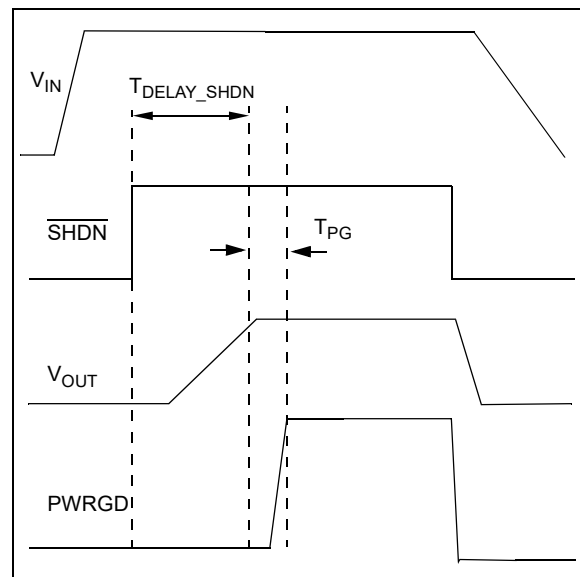 V_IN
T_DELAY_SHDN
SHDN
T_PG
V_OUT
PWRGD